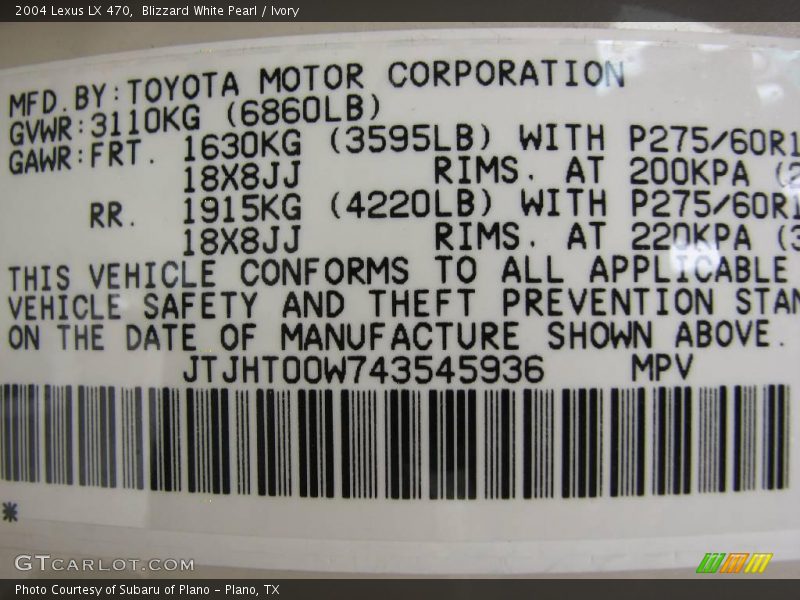 2004 Lexus LX 470, Blizzard White Pearl / Ivory
MFD.BY:TOYOTA MOTOR CORPORATION
GVWR:3110KG (6860LB)
GAWR:FRT. 1630KG (3595LB) WITH P275/60R1
18X8JJ RIMS. AT 200KPA (2
RR. 1915KG (4220LB) WITH P275/60R1
18X8JJ RIMS. AT 220KPA (3
THIS VEHICLE CONFORMS TO ALL APPLICABLE
VEHICLE SAFETY AND THEFT PREVENTION STAN
ON THE DATE OF MANUFACTURE SHOWN ABOVE.
JTJHT00W743545936 MPV
*
GTCARLOT.COM
Photo Courtesy of Subaru of Plano - Plano, TX